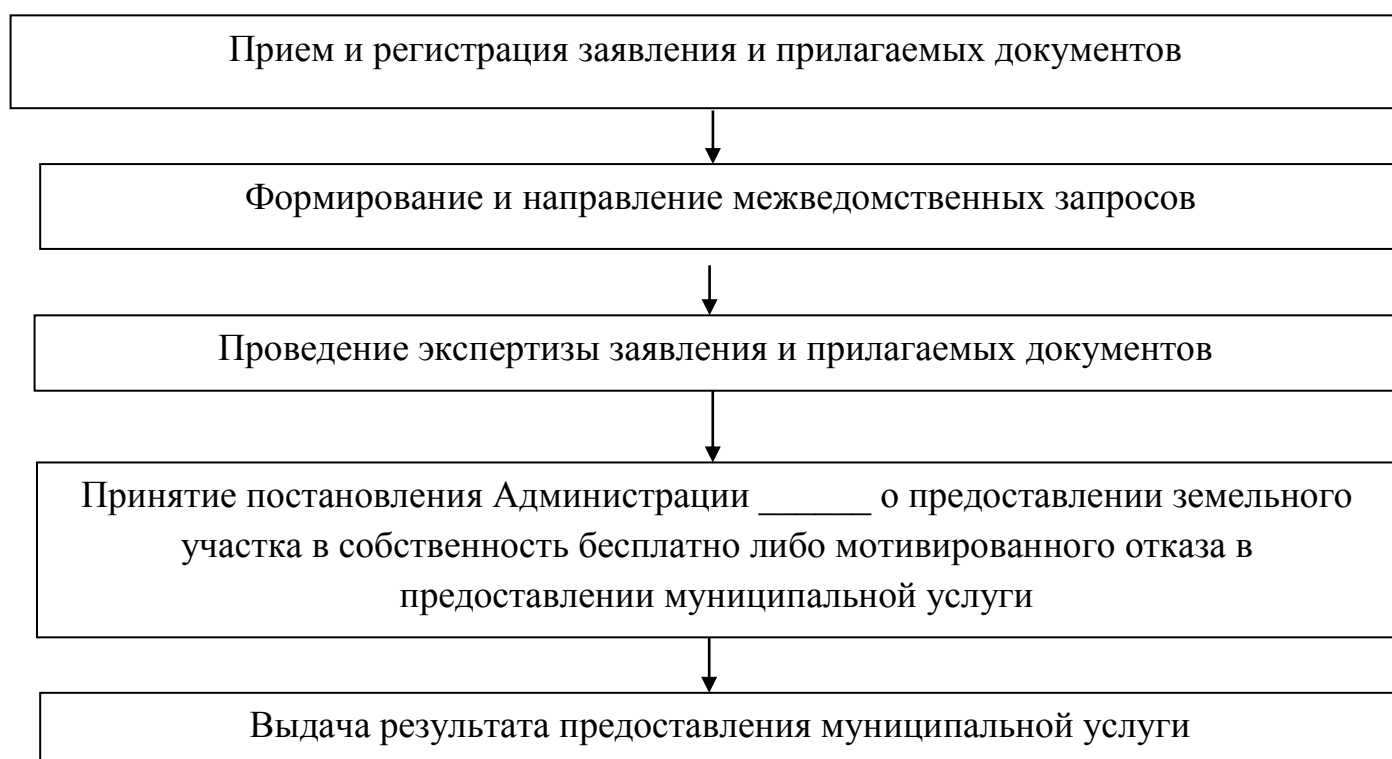 Прием и регистрация заявления и прилагаемых документов
Формирование и направление межведомственных запросов
Проведение экспертизы заявления и прилагаемых документов
Принятие постановления Администрации ______ о предоставлении земельного
участка в собственность бесплатно либо мотивированного отказа в
предоставлении муниципальной услуги
Выдача результата предоставления муниципальной услуги